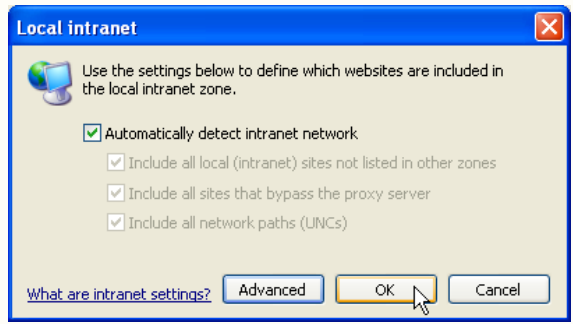 Local intranet
Use the settings below to define which websites are included in
the local intranet zone.
Automatically detect intranet network
Include all local (intranet) sites not listed in other zones
Include all sites that bypass the proxy server
Include all network paths (UNCs)
What are intranet settings? Advanced OK Cancel